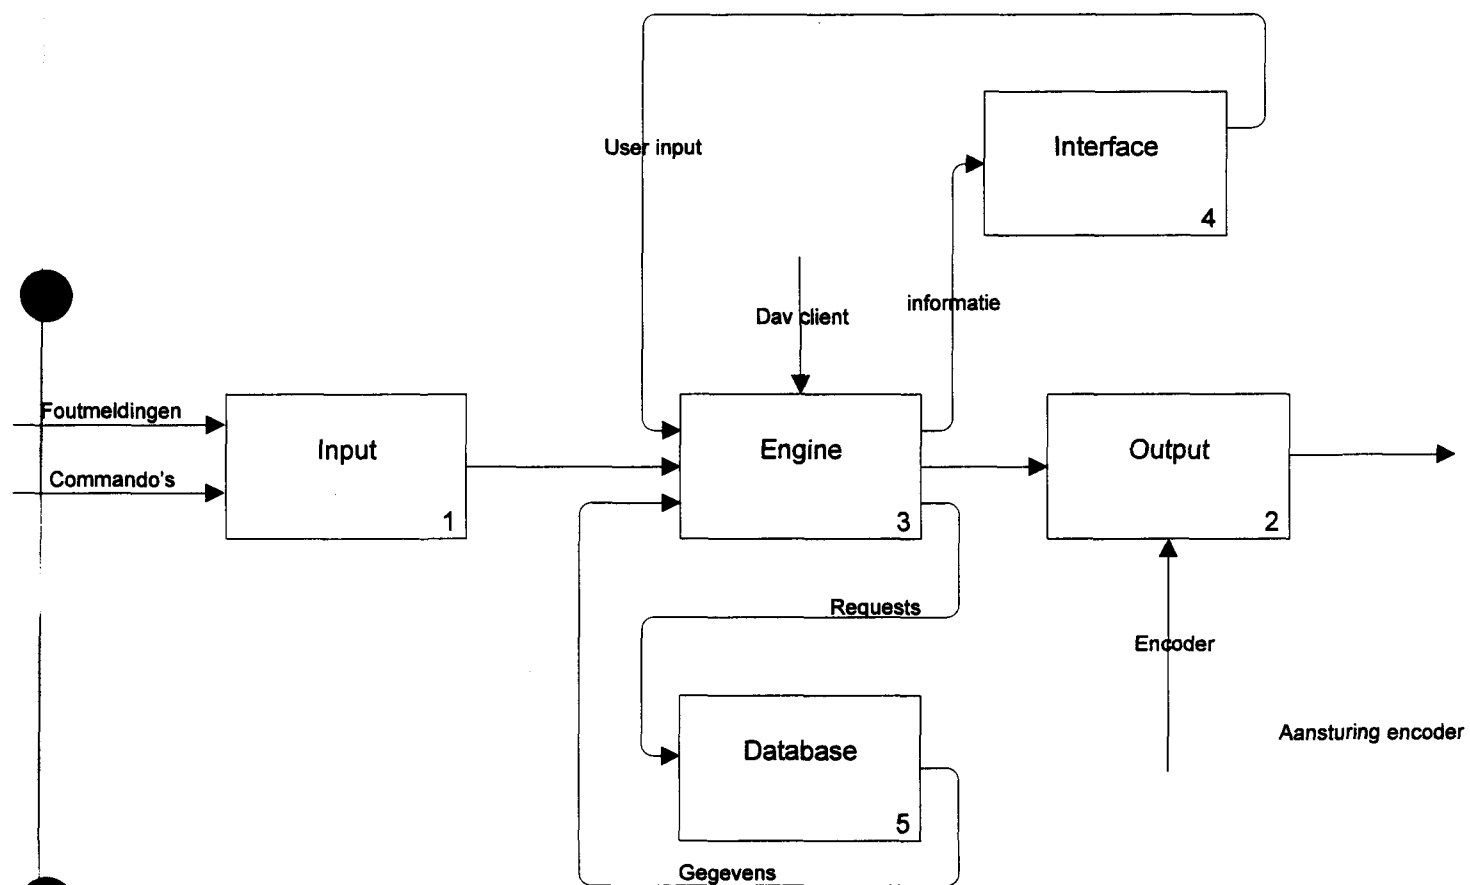 User input
Interface
4
Dav client
informatie
Foutmeldingen
Commando's
Input
1
Engine
3
Output
2
Requests
Encoder
Aansturing encoder
Database
5
Gegevens